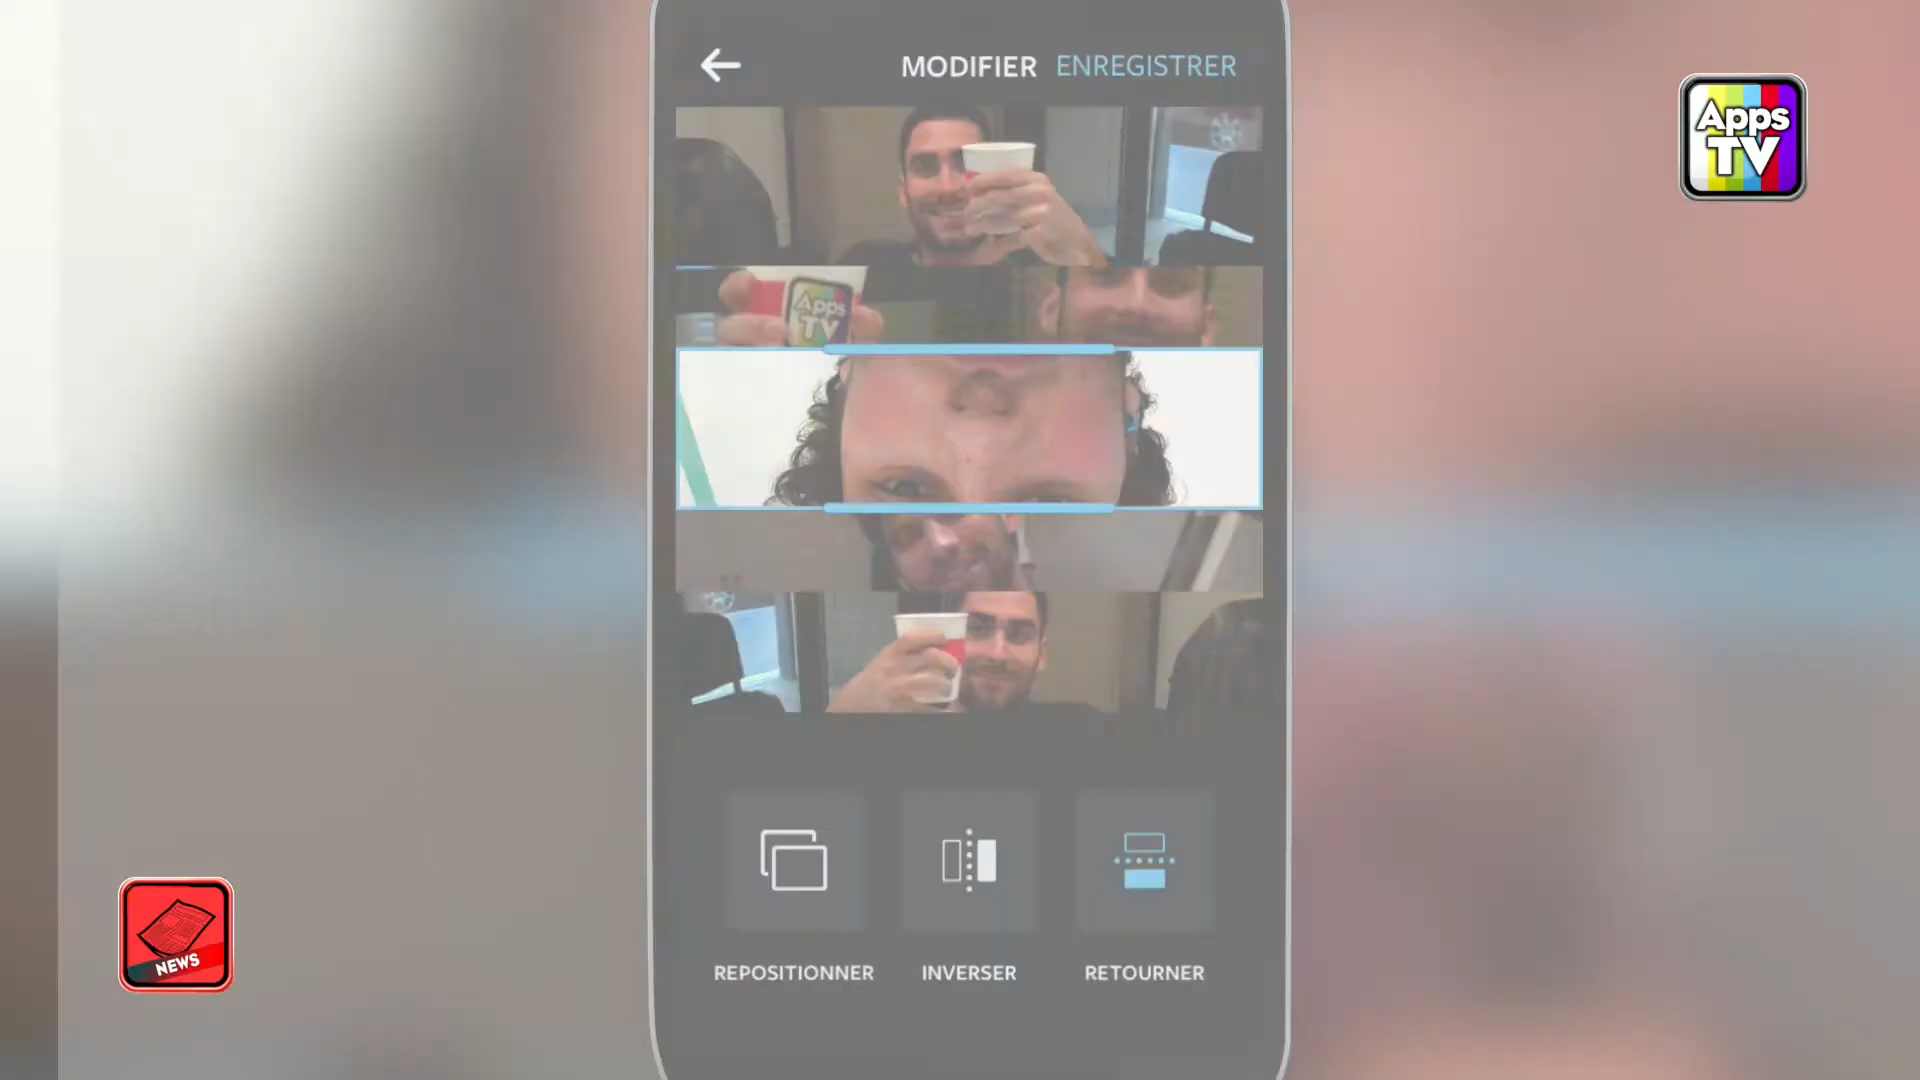 MODIFIER ENREGISTRER
Apps
TV
Apps
TV
REPOSITIONNER INVERSER RETOURNER
NEWS